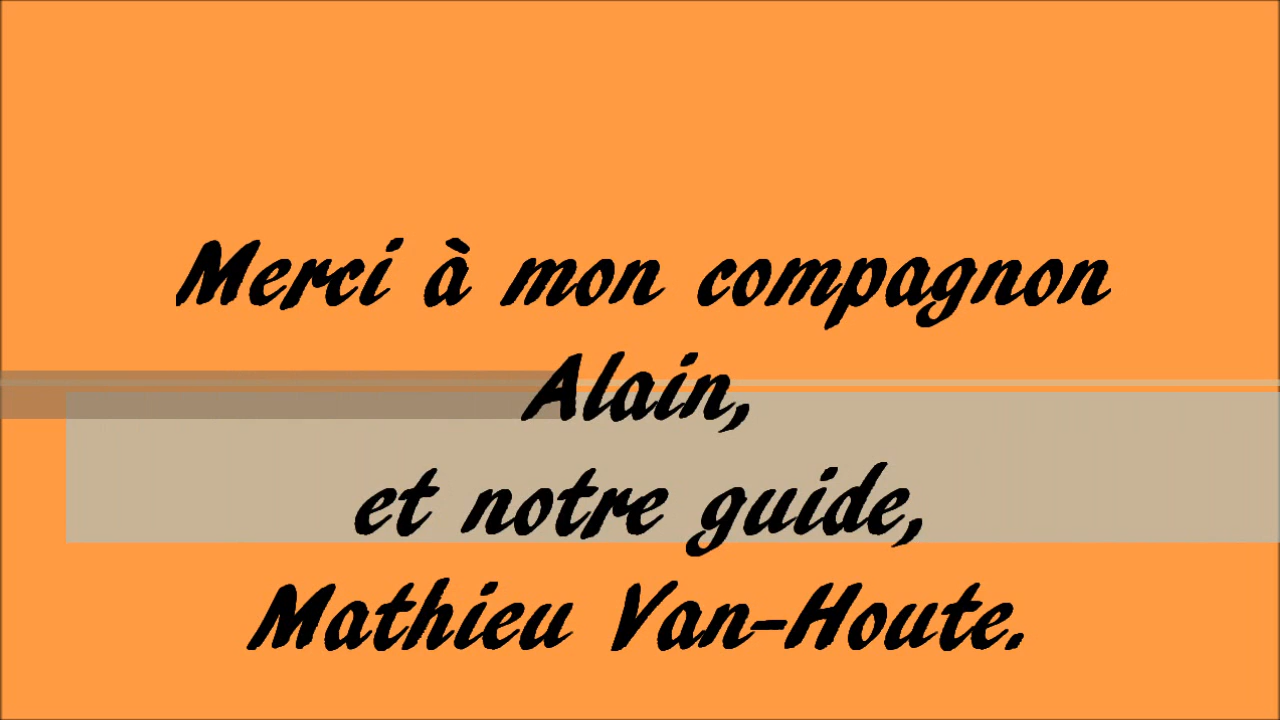 Merci à mon compagnon
Alain,
et notre guide,
Mathieu Van-Houte.